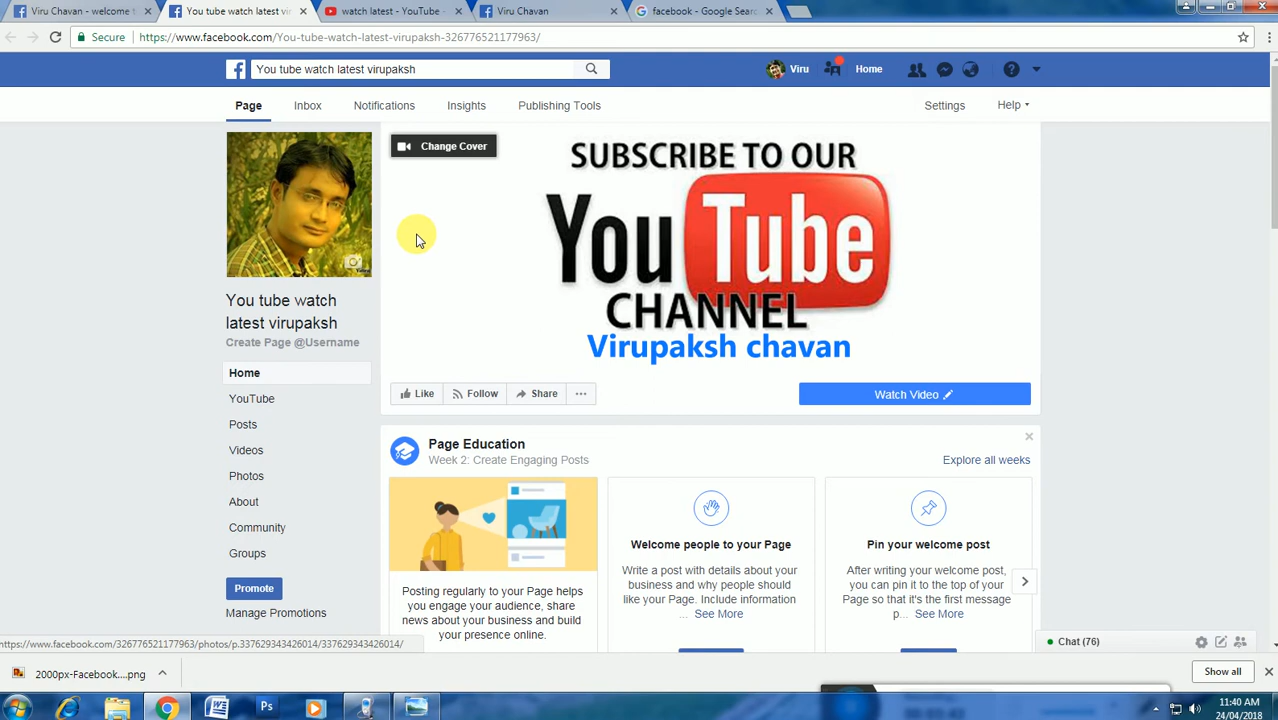 Viru Chavan - welcome
You tube watch latest vir
watch latest - YouTube -
Viru Chavan
facebook - Google Searc
Secure
https://www.facebook.com/You-tube-watch-latest-virupaksh-326776521177963/
You tube watch latest virupaksh
Viru
Home
Page
Inbox
Notifications
Insights
Publishing Tools
Settings
Help
Change Cover
SUBSCRIBE TO OUR
YouTube
CHANNEL
Virupaksh chavan
You tube watch
latest virupaksh
Create Page @Username
Home
YouTube
Posts
Videos
Photos
About
Community
Groups
Promote
Manage Promotions
Like
Follow
Share
Watch Video
Page Education
Week 2: Create Engaging Posts
Explore all weeks
Posting regularly to your Page helps
you engage your audience, share
news about your business and build
your presence online.
Welcome people to your Page
Write a post with details about your
business and why people should
like your Page. Include information
... See More
Pin your welcome post
After writing your welcome post,
you can pin it to the top of your
Page so that it's the first message
p... See More
Chat (76)
https://www.facebook.com/326776521177963/photos/p.337629343426014/337629343426014/
2000px-Facebook....png
Show all
W
Ps
11:40 AM
24/04/2018